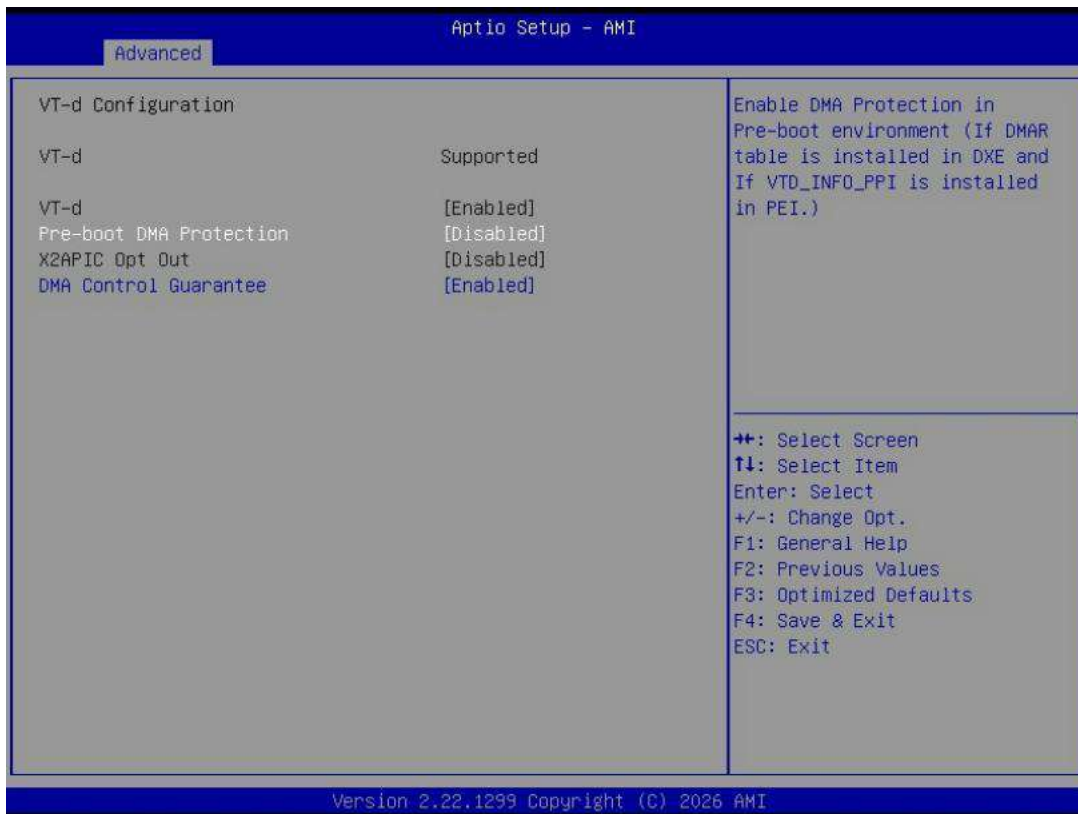 Aptio Setup - AMI
Advanced
VT-d Configuration
VT-d Supported
VT-d [Enabled]
Pre-boot DMA Protection [Disabled]
X2APIC Opt Out [Disabled]
DMA Control Guarantee [Enabled]
Enable DMA Protection in
Pre-boot environment (If DMAR
table is installed in DXE and
If VTD_INFO_PPI is installed
in PEI.)
→←: Select Screen
↑↓: Select Item
Enter: Select
+/-: Change Opt.
F1: General Help
F2: Previous Values
F3: Optimized Defaults
F4: Save & Exit
ESC: Exit
Version 2.22.1299 Copyright (C) 2026 AMI